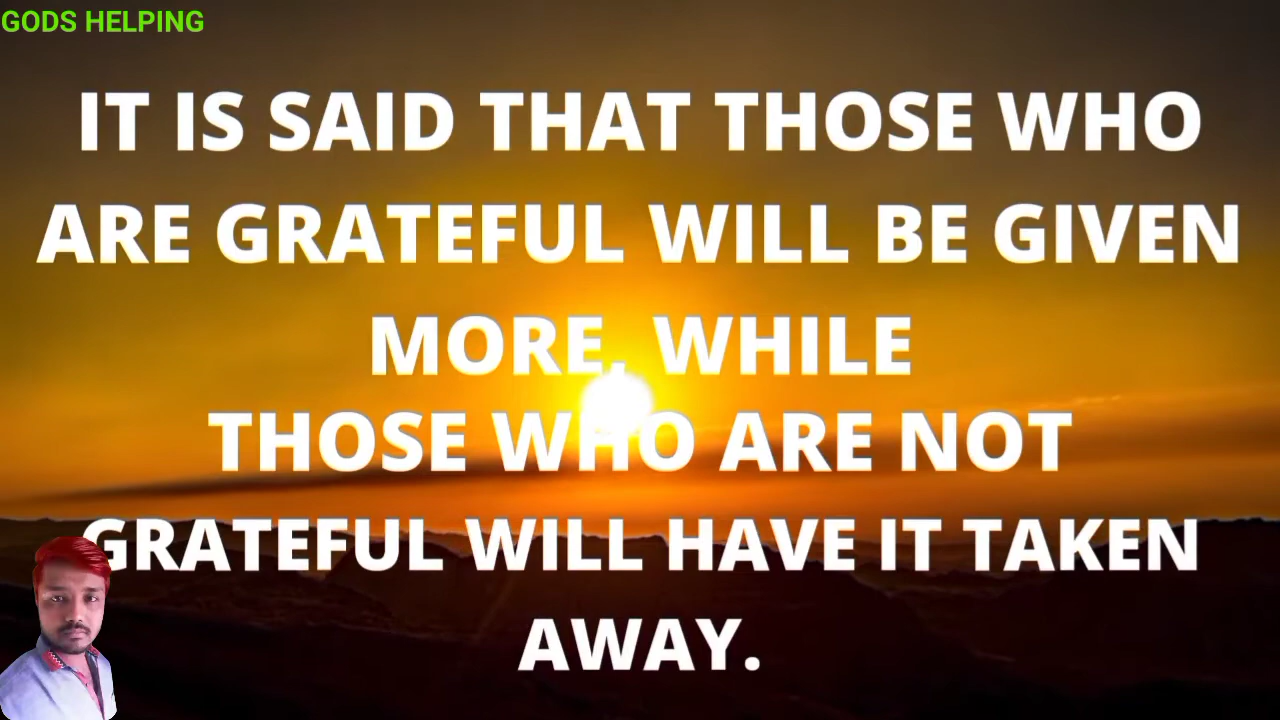 GODS HELPING
IT IS SAID THAT THOSE WHO
ARE GRATEFUL WILL BE GIVEN
MORE, WHILE
THOSE WHO ARE NOT
GRATEFUL WILL HAVE IT TAKEN
AWAY.